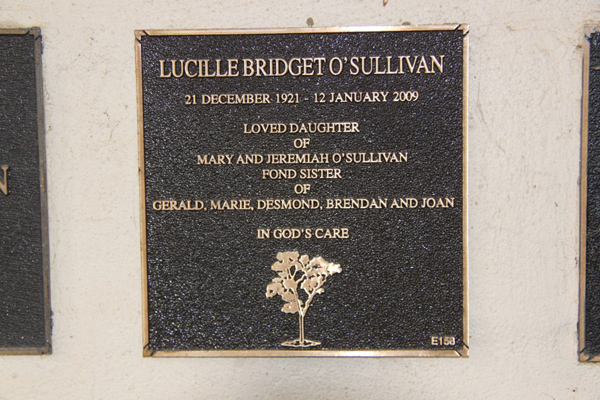 LUCILLE BRIDGET O'SULLIVAN
21 DECEMBER 1921 - 12 JANUARY 2009
LOVED DAUGHTER
OF
MARY AND JEREMIAH O'SULLIVAN
FOND SISTER
OF
GERALD, MARIE, DESMOND, BRENDAN AND JOAN
IN GOD'S CARE